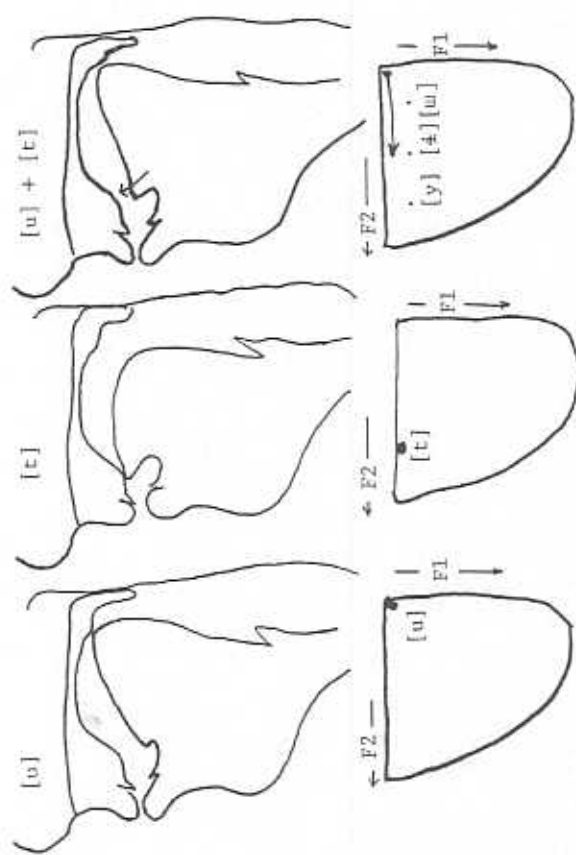 [u]
[t]
[u] + [t]
← F2 —
F1
[u]
← F2 —
F1
[t]
← F2 —
F1
[y] [ɨ] [ɯ]